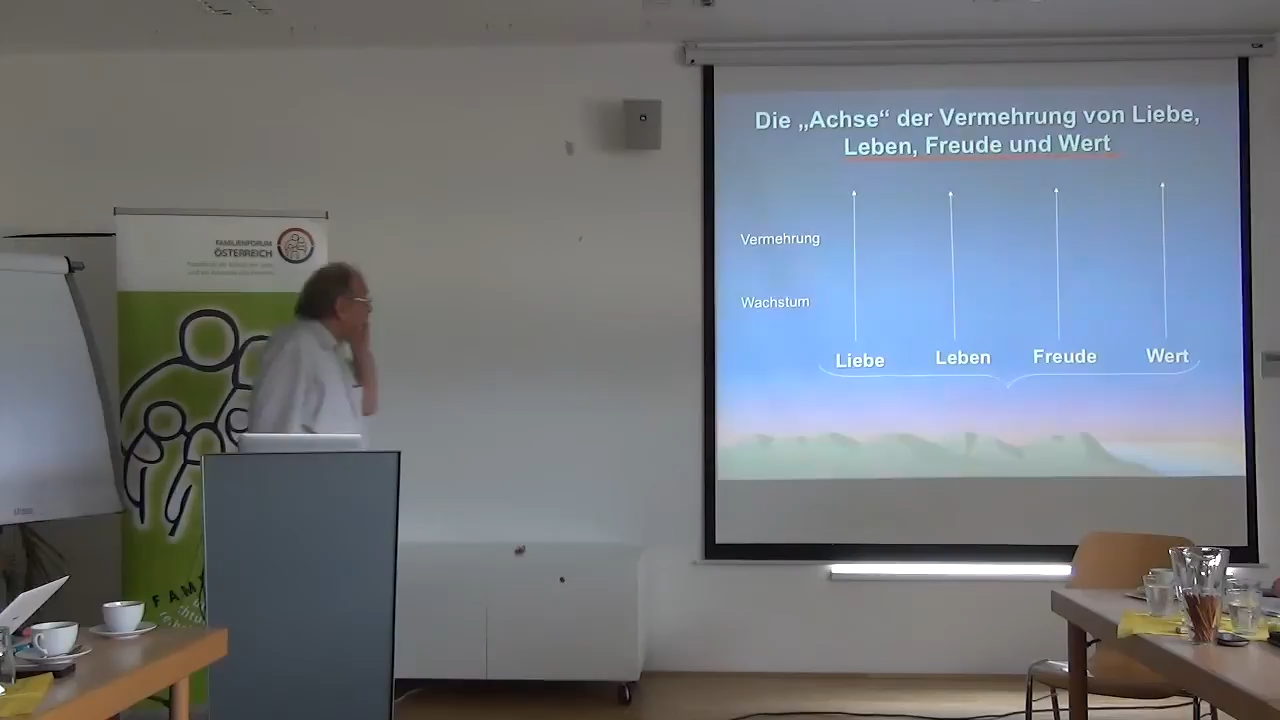 Die „Achse“ der Vermehrung von Liebe,
Leben, Freude und Wert
Vermehrung
Wachstum
Liebe
Leben
Freude
Wert
FAMILIENFORUM
ÖSTERREICH